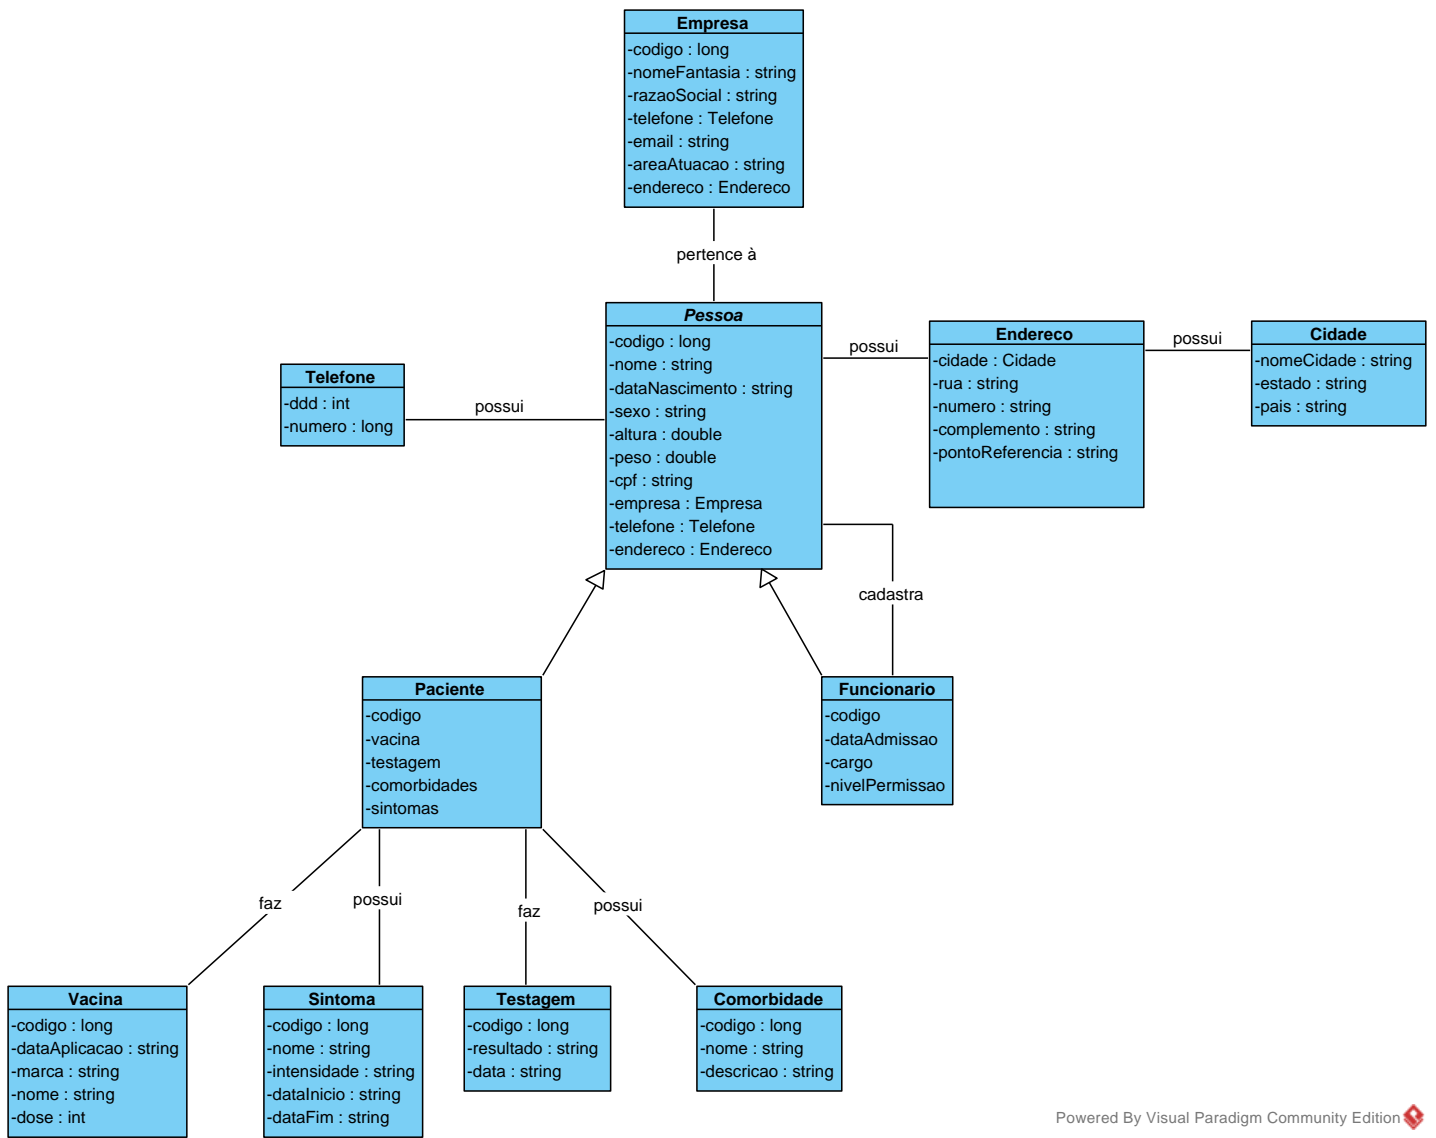 Empresa
-codigo : long
-nomeFantasia : string
-razaoSocial : string
-telefone : Telefone
-email : string
-areaAtuacao : string
-endereco : Endereco
pertence à
Pessoa
-codigo : long
-nome : string
-dataNascimento : string
-sexo : string
-altura : double
-peso : double
-cpf : string
-empresa : Empresa
-telefone : Telefone
-endereco : Endereco
possui
Endereco
-cidade : Cidade
-rua : string
-numero : string
-complemento : string
-pontoReferencia : string
possui
Cidade
-nomeCidade : string
-estado : string
-pais : string
Telefone
-ddd : int
-numero : long
possui
cadastra
Paciente
-codigo
-vacina
-testagem
-comorbidades
-sintomas
Funcionario
-codigo
-dataAdmissao
-cargo
-nivelPermissao
faz
possui
faz
possui
Vacina
-codigo : long
-dataAplicacao : string
-marca : string
-nome : string
-dose : int
Sintoma
-codigo : long
-nome : string
-intensidade : string
-dataInicio : string
-dataFim : string
Testagem
-codigo : long
-resultado : string
-data : string
Comorbidade
-codigo : long
-nome : string
-descricao : string
Powered By Visual Paradigm Community Edition